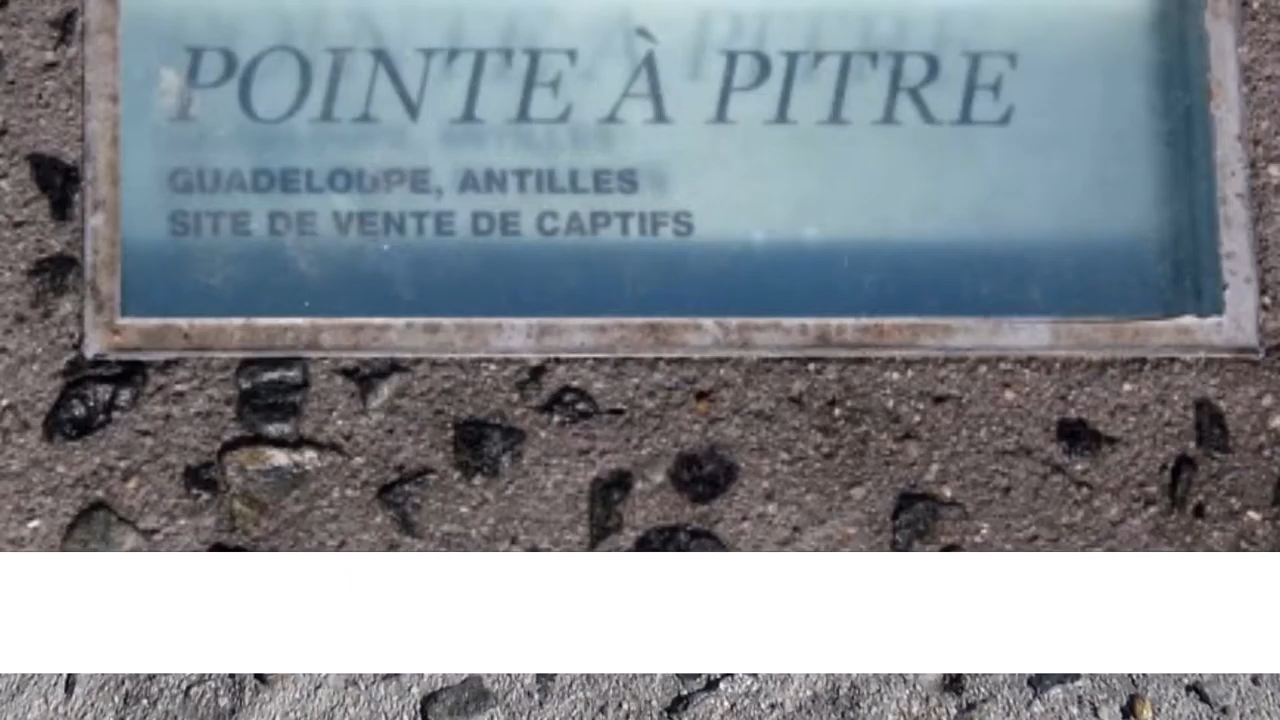 POINTE À PITRE
GUADELOUPE, ANTILLES
SITE DE VENTE DE CAPTIFS